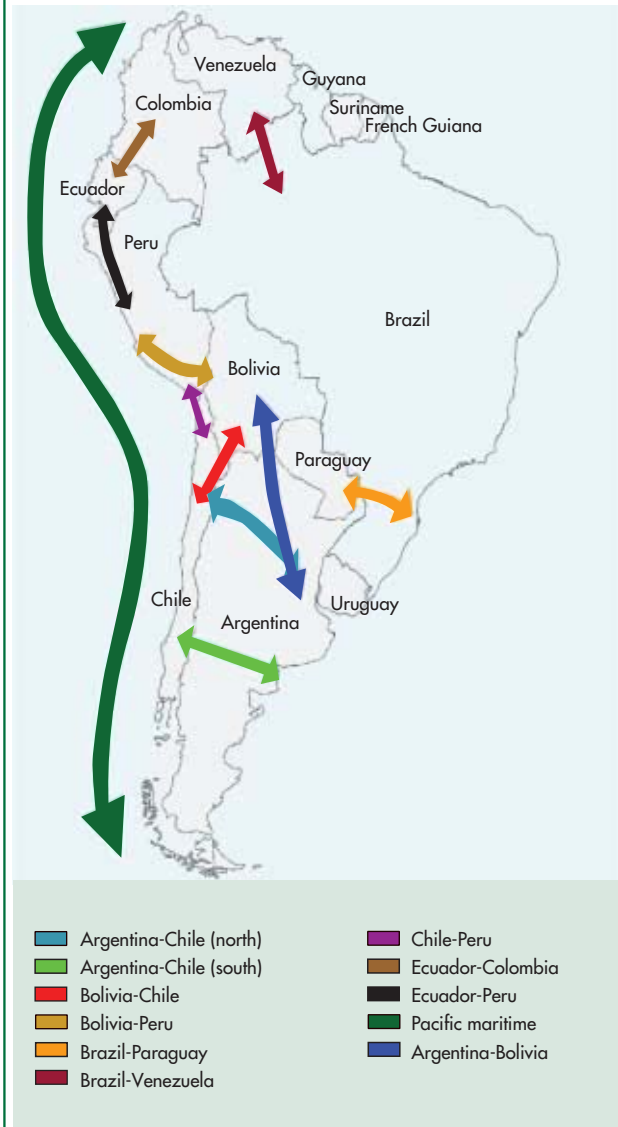 Venezuela
Guyana
Colombia
Suriname
French Guiana
Ecuador
Peru
Brazil
Bolivia
Paraguay
Chile
Uruguay
Argentina
Argentina-Chile (north)
Argentina-Chile (south)
Bolivia-Chile
Bolivia-Peru
Brazil-Paraguay
Brazil-Venezuela
Chile-Peru
Ecuador-Colombia
Ecuador-Peru
Pacific maritime
Argentina-Bolivia